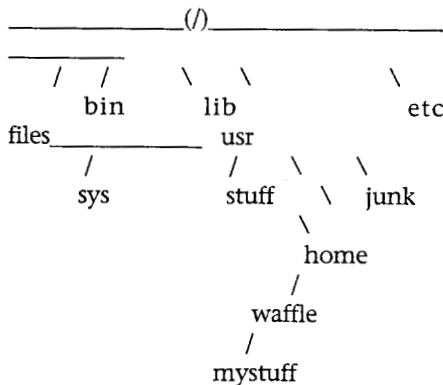 (/)
/ / \ \ \
bin lib etc
files usr
/ / \ \
sys stuff \ junk
\
home
/
waffle
/
mystuff